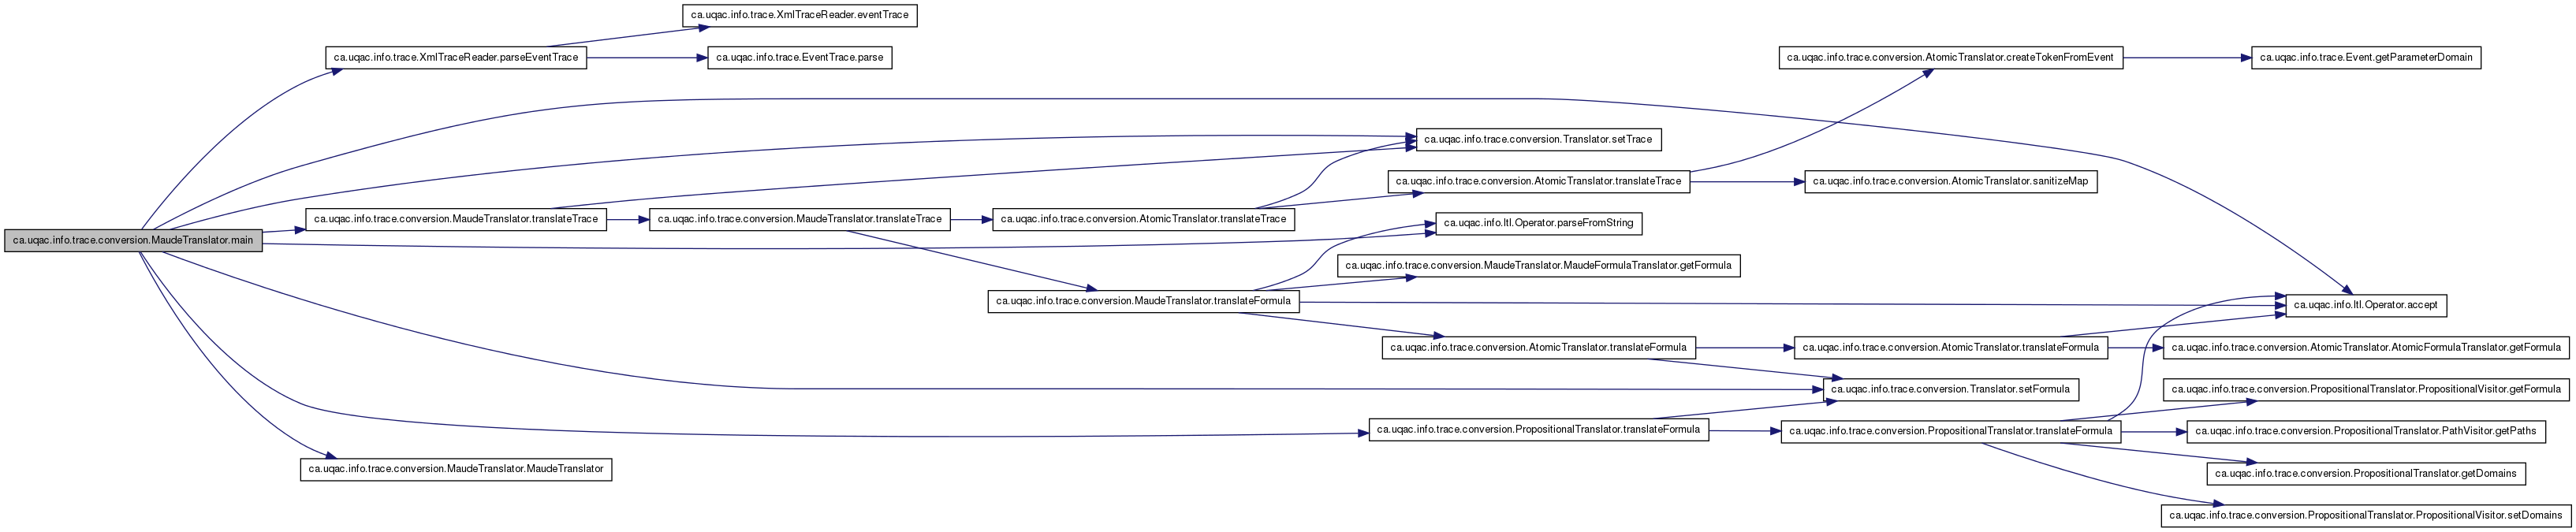 ca.uqac.info.trace.XmlTraceReader.eventTrace
ca.uqac.info.trace.XmlTraceReader.parseEventTrace
ca.uqac.info.trace.EventTrace.parse
ca.uqac.info.trace.conversion.AtomicTranslator.createTokenFromEvent
ca.uqac.info.trace.Event.getParameterDomain
ca.uqac.info.trace.conversion.Translator.setTrace
ca.uqac.info.trace.conversion.AtomicTranslator.translateTrace
ca.uqac.info.trace.conversion.AtomicTranslator.sanitizeMap
ca.uqac.info.trace.conversion.MaudeTranslator.translateTrace
ca.uqac.info.trace.conversion.MaudeTranslator.translateTrace
ca.uqac.info.trace.conversion.AtomicTranslator.translateTrace
ca.uqac.info.ltl.Operator.parseFromString
ca.uqac.info.trace.conversion.MaudeTranslator.main
ca.uqac.info.trace.conversion.MaudeTranslator.MaudeFormulaTranslator.getFormula
ca.uqac.info.trace.conversion.MaudeTranslator.translateFormula
ca.uqac.info.ltl.Operator.accept
ca.uqac.info.trace.conversion.AtomicTranslator.translateFormula
ca.uqac.info.trace.conversion.AtomicTranslator.translateFormula
ca.uqac.info.trace.conversion.AtomicTranslator.AtomicFormulaTranslator.getFormula
ca.uqac.info.trace.conversion.Translator.setFormula
ca.uqac.info.trace.conversion.PropositionalTranslator.PropositionalVisitor.getFormula
ca.uqac.info.trace.conversion.PropositionalTranslator.translateFormula
ca.uqac.info.trace.conversion.PropositionalTranslator.translateFormula
ca.uqac.info.trace.conversion.PropositionalTranslator.PathVisitor.getPaths
ca.uqac.info.trace.conversion.MaudeTranslator.MaudeTranslator
ca.uqac.info.trace.conversion.PropositionalTranslator.getDomains
ca.uqac.info.trace.conversion.PropositionalTranslator.PropositionalVisitor.setDomains